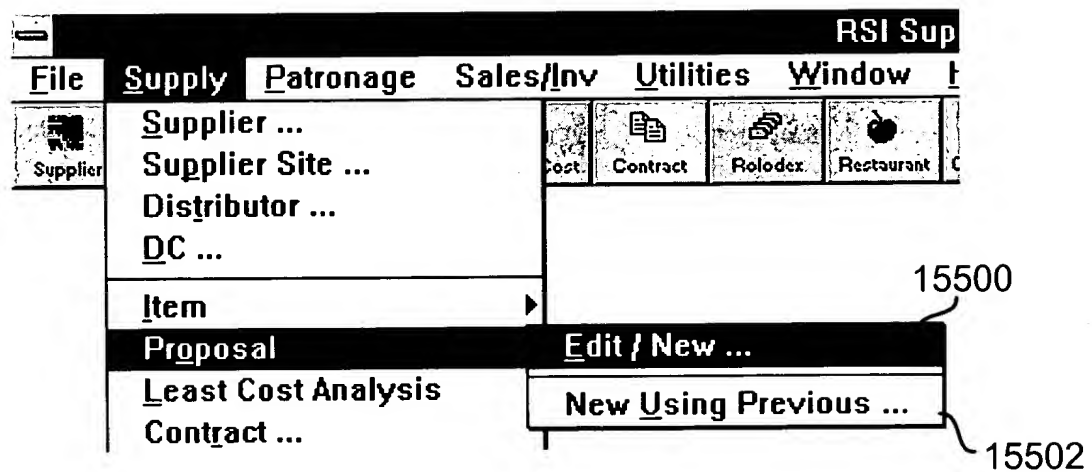 RSI Sup
File Supply Patronage Sales/Inv Utilities Window
Supplier Cost Contract Rolodex Restaurant
Supplier ...
Supplier Site ...
Distributor ...
DC ...
Item
Proposal
Least Cost Analysis
Contract ...
15500
Edit / New ...
New Using Previous ...
15502